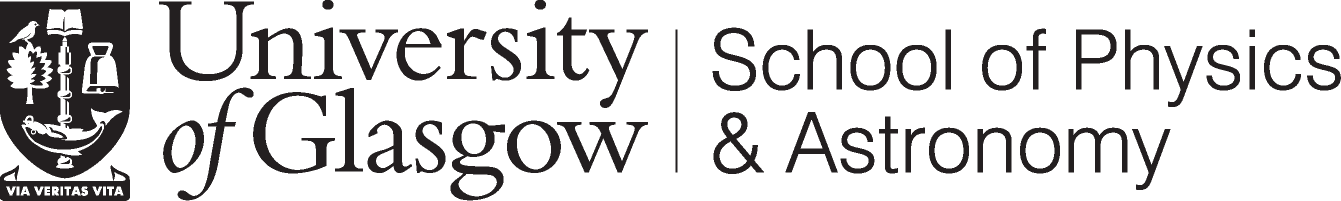 University
of Glasgow
School of Physics
& Astronomy
VIA VERITAS VITA